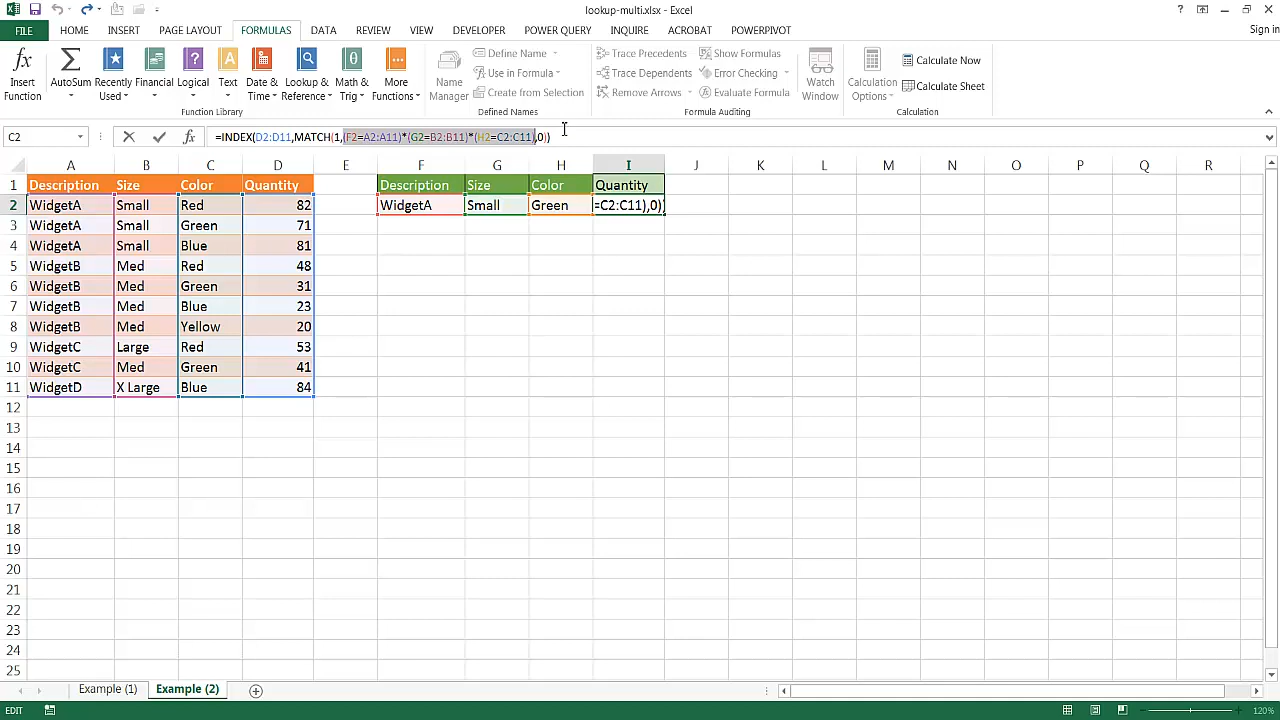 lookup-multi.xlsx - Excel
Sign in
FILE HOME INSERT PAGE LAYOUT FORMULAS DATA REVIEW VIEW DEVELOPER POWER QUERY INQUIRE ACROBAT POWERPIVOT
Insert Function
AutoSum
Recently Used
Financial
Logical
Text
Date & Time
Lookup & Reference
Math & Trig
More Functions
Function Library
Name Manager
Define Name
Use in Formula
Create from Selection
Defined Names
Trace Precedents
Trace Dependents
Remove Arrows
Show Formulas
Error Checking
Evaluate Formula
Formula Auditing
Watch Window
Calculation Options
Calculate Now
Calculate Sheet
Calculation
C2 fx =INDEX(D2:D11,MATCH(1,(F2=A2:A11)*(G2=B2:B11)*(H2=C2:C11),0))
A B C D E F G H I J K L M N O P Q R
1 Description Size Color Quantity Description Size Color Quantity
2 WidgetA Small Red 82 WidgetA Small Green =C2:C11),0))
3 WidgetA Small Green 71
4 WidgetA Small Blue 81
5 WidgetB Med Red 48
6 WidgetB Med Green 31
7 WidgetB Med Blue 23
8 WidgetB Med Yellow 20
9 WidgetC Large Red 53
10 WidgetC Med Green 41
11 WidgetD X Large Blue 84
12
13
14
15
16
17
18
19
20
21
22
23
24
25
Example (1) Example (2)
EDIT 120%